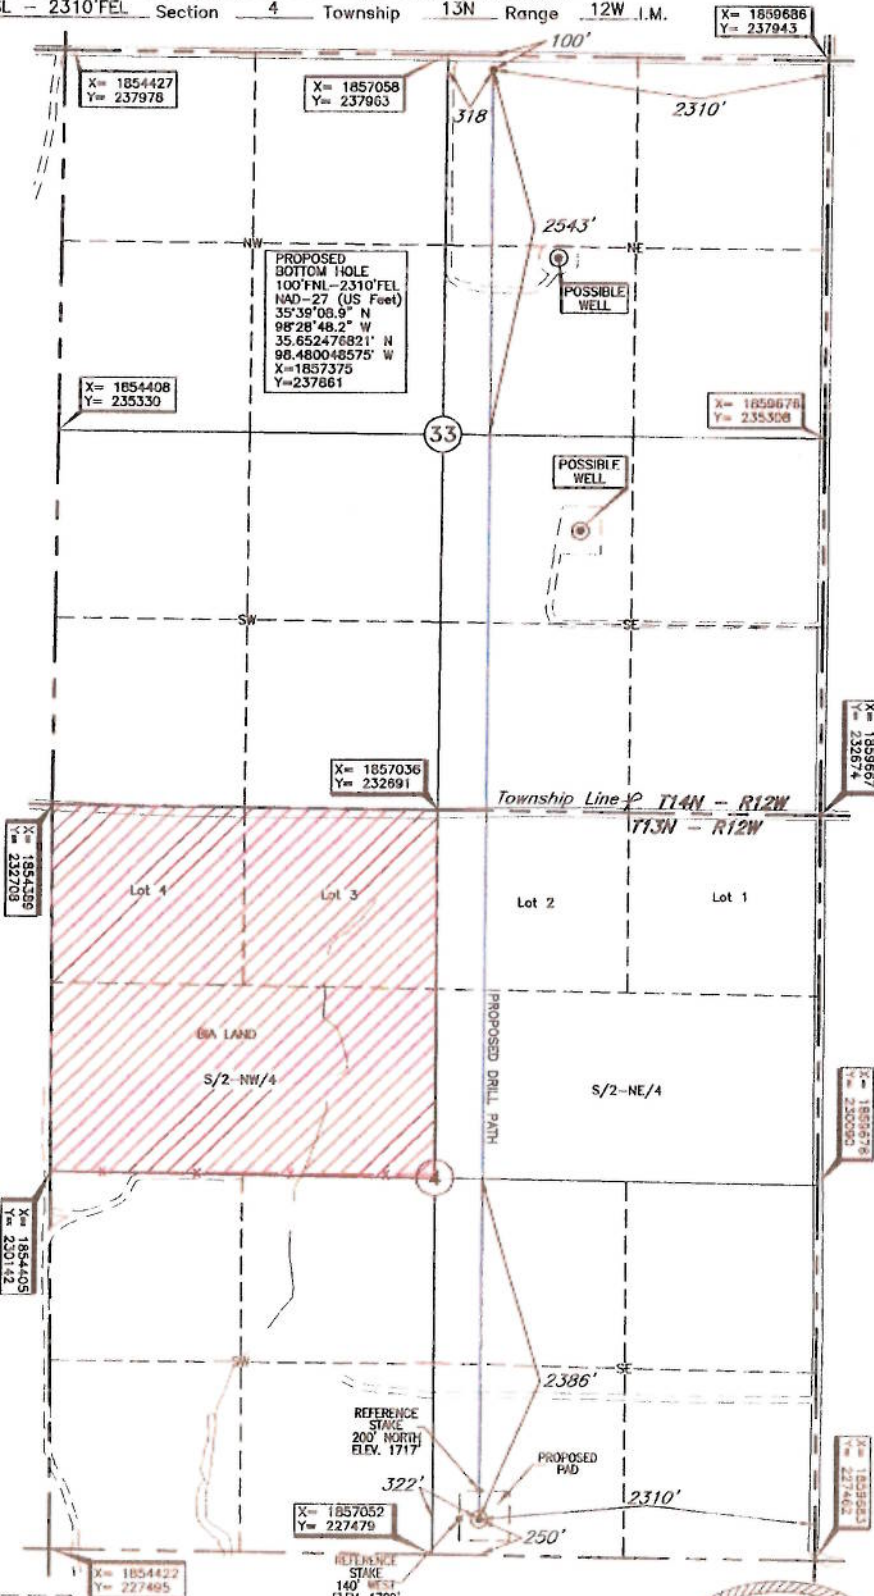 2310'FEL Section 4 Township 13N Range 12W I.M.
X= 1859686
Y= 237943
100'
X= 1854427
Y= 237978
X= 1857058
Y= 237963
318
2310'
2543'
NW
NE
PROPOSED
BOTTOM HOLE
100'FNL-2310'FEL
NAD-27 (US Feet)
35°39'08.9" N
98°28'48.2" W
35.652476821° N
98.480048575° W
X=1857375
Y=237861
POSSIBLE
WELL
X= 1854408
Y= 235330
X= 1859678
Y= 235308
33
POSSIBLE
WELL
SW
SE
X= 1859667
Y= 232674
X= 1857036
Y= 232691
Township Line
T14N - R12W
T13N - R12W
X= 1854389
Y= 232708
Lot 4
Lot 3
Lot 2
Lot 1
PROPOSED DRILL PATH
BIA LAND
S/2-NW/4
S/2-NE/4
X= 1859678
Y= 230090
4
X= 1854405
Y= 230142
SW
SE
2386'
REFERENCE
STAKE
200' NORTH
ELEV. 1717'
PROPOSED
PAD
322'
2310'
X= 1859683
Y= 227462
X= 1857052
Y= 227479
250'
REFERENCE
STAKE
140' WEST
X= 1854422
Y= 227495